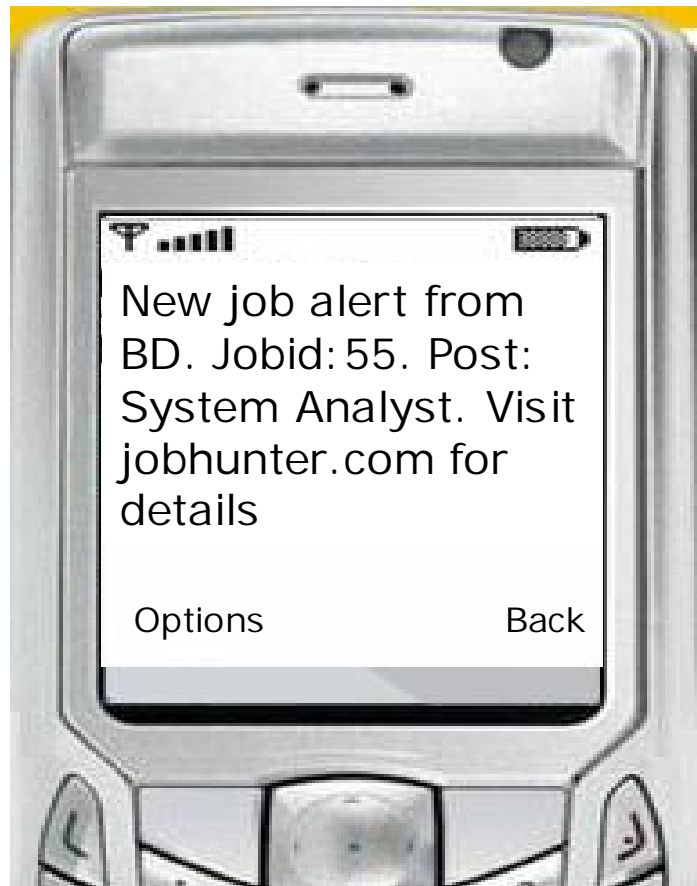 New job alert from
BD. Jobid:55. Post:
System Analyst. Visit
jobhunter.com for
details
Options Back